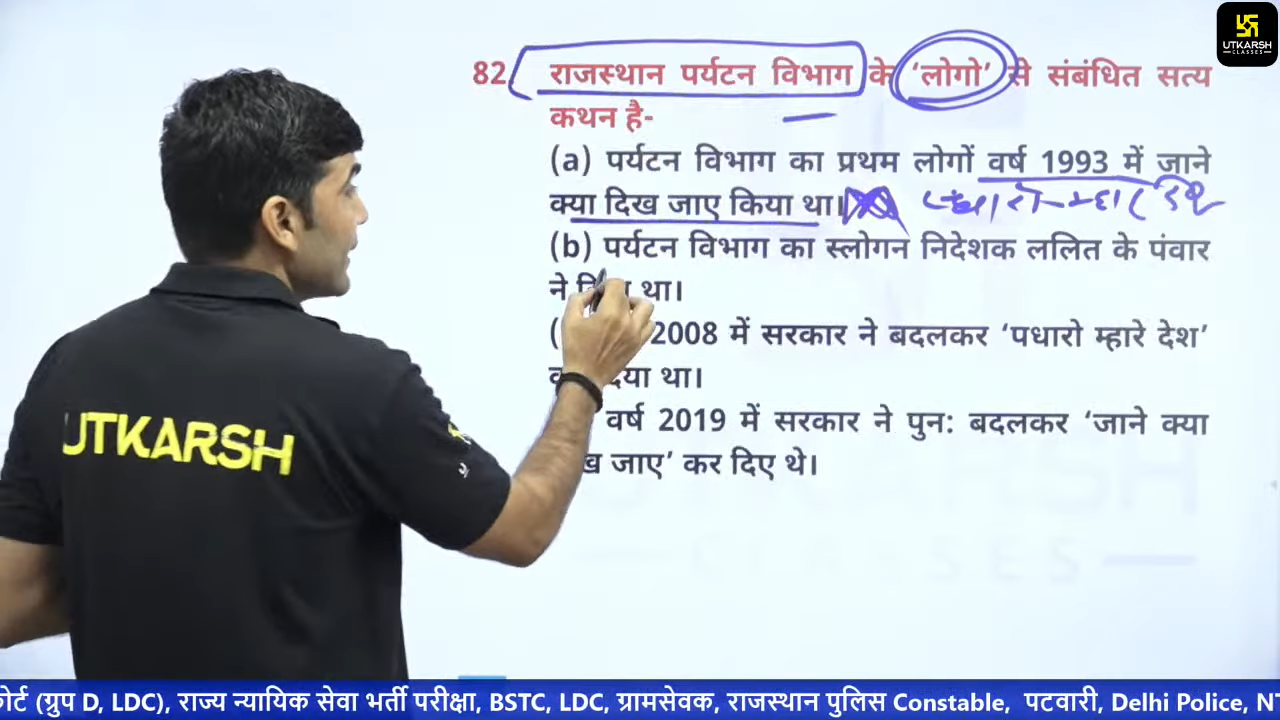 UTKARSH
CLASSES
82. राजस्थान पर्यटन विभाग के ‘लोगो’ से संबंधित सत्य
कथन है-
(a) पर्यटन विभाग का प्रथम लोगों वर्ष 1993 में जाने
क्या दिख जाए किया था।
(b) पर्यटन विभाग का स्लोगन निदेशक ललित के पंवार
ने था।
2008 में सरकार ने बदलकर ‘पधारो म्हारे देश’
था।
वर्ष 2019 में सरकार ने पुन: बदलकर ‘जाने क्या
जाए’ कर दिए थे।
UTKARSH
(ग्रुप D, LDC), राज्य न्यायिक सेवा भर्ती परीक्षा, BSTC, LDC, ग्रामसेवक, राजस्थान पुलिस Constable, पटवारी, Delhi Police,